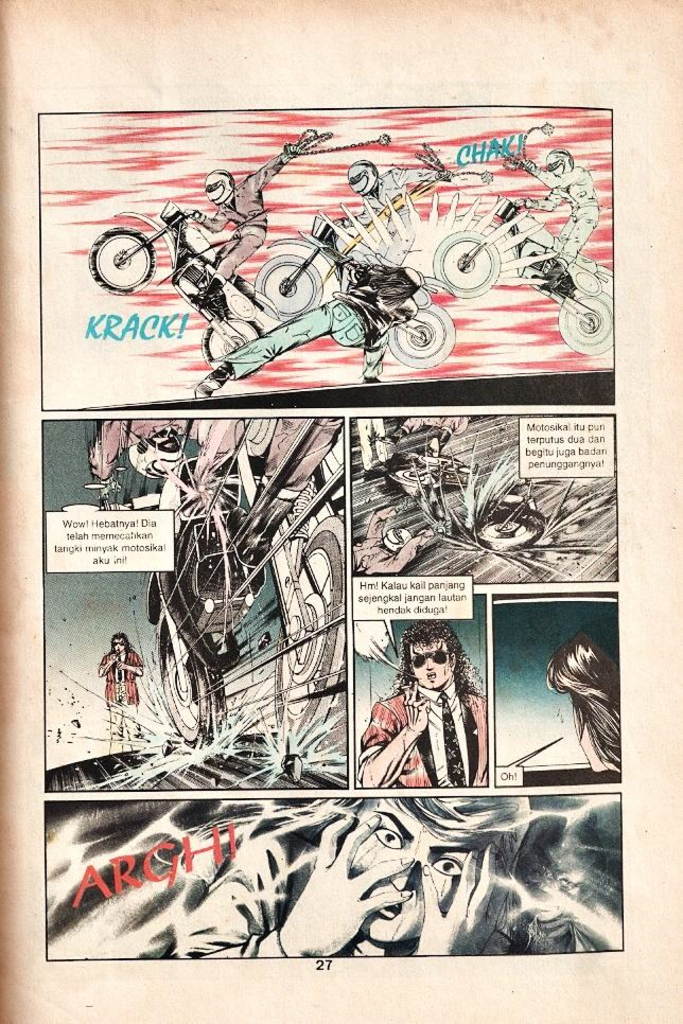 CHAK!
KRACK!
Wow! Hebatnya! Dia
telah memecahkan
tangki minyak motosikal
aku ini!
Motosikal itu pun
terputus dua dan
begitu juga badan
penunggangnya!
Hm! Kalau kail panjang
sejengkal jangan lautan
hendak diduga!
Oh!
ARGH!
27